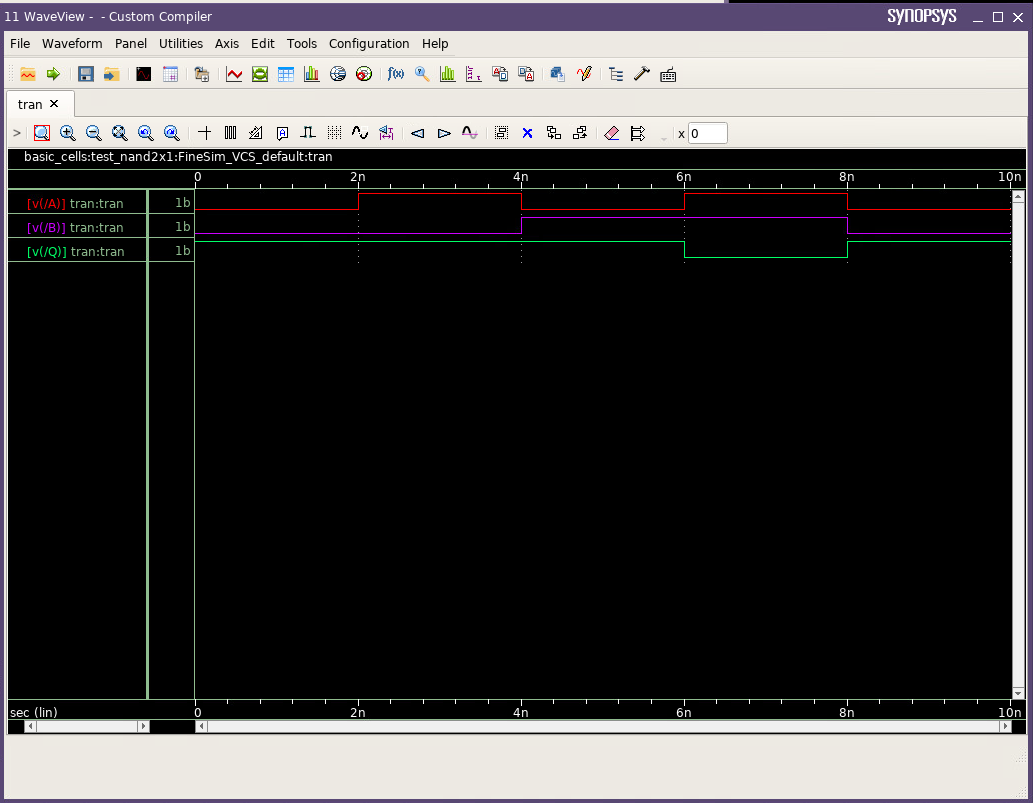 11 WaveView - - Custom Compiler
SYNOPSYS
File Waveform Panel Utilities Axis Edit Tools Configuration Help
f(x)
tran
> x 0
basic_cells:test_nand2x1:FineSim_VCS_default:tran
0 2n 4n 6n 8n 10n
[v(/A)] tran:tran 1b
[v(/B)] tran:tran 1b
[v(/Q)] tran:tran 1b
sec (lin) 0 2n 4n 6n 8n 10n